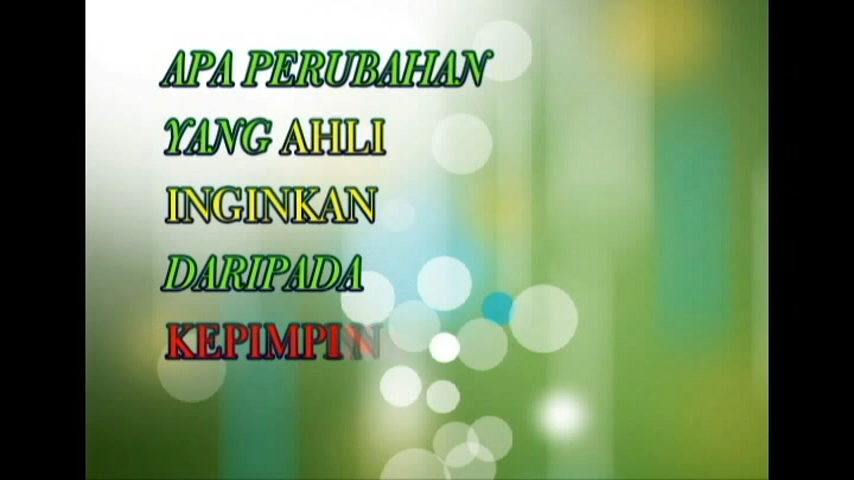 APA PERUBAHAN
YANG AHLI
INGINKAN
DARIPADA
KEPIMPIN